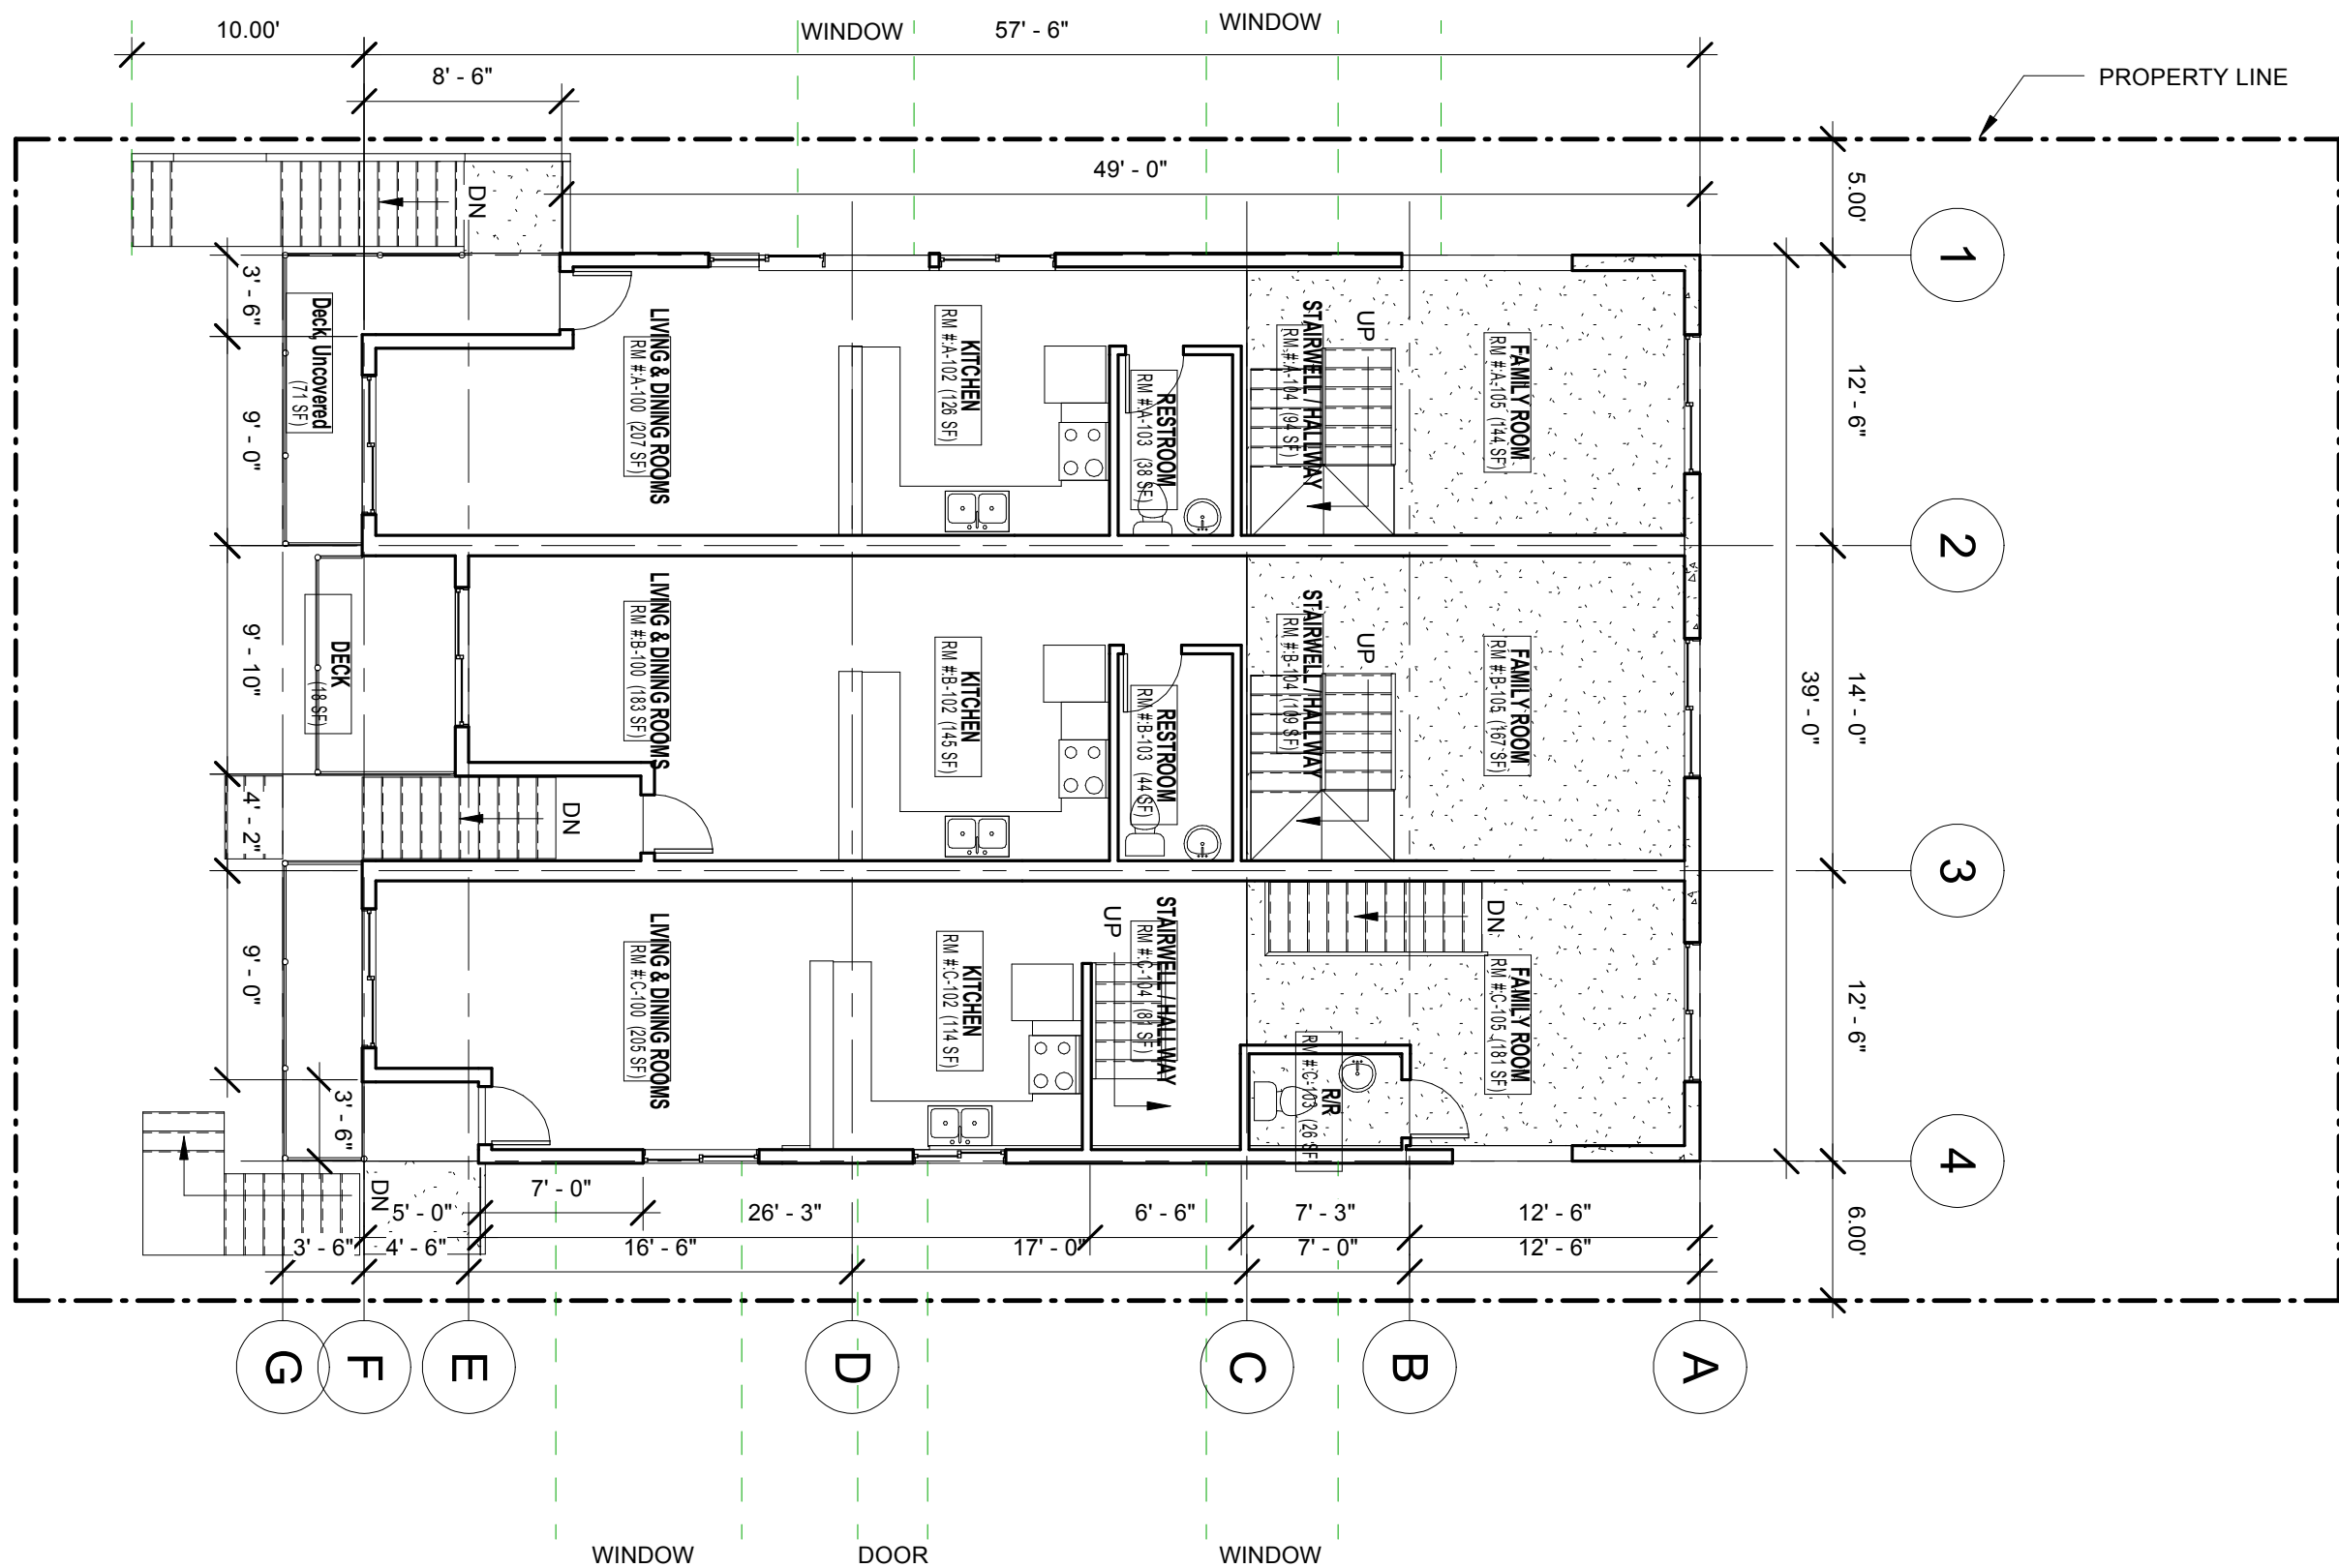 10.00'
WINDOW
57' - 6"
WINDOW
8' - 6"
PROPERTY LINE
49' - 0"
5.00'
DN
1
3' - 6"
Deck, Uncovered
(71 SF)
9' - 0"
LIVING & DINING ROOMS
RM #:A-100 (207 SF)
KITCHEN
RM #:A-102 (126 SF)
RESTROOM
RM #:A-103 (38 SF)
STAIRWELL / HALLWAY
RM #:A-104 (94 SF)
UP
FAMILY ROOM
RM #:A-105 (144 SF)
12' - 6"
2
9' - 10"
DECK
(18 SF)
LIVING & DINING ROOMS
RM #:B-100 (183 SF)
KITCHEN
RM #:B-102 (145 SF)
RESTROOM
RM #:B-103 (44 SF)
STAIRWELL / HALLWAY
RM #:B-104 (109 SF)
UP
FAMILY ROOM
RM #:B-105 (167 SF)
39' - 0"
14' - 0"
4' - 2"
DN
3
9' - 0"
LIVING & DINING ROOMS
RM #:C-100 (205 SF)
KITCHEN
RM #:C-102 (114 SF)
UP
STAIRWELL / HALLWAY
RM #:C-104 (81 SF)
DN
R/R
RM #:C-103 (26 SF)
FAMILY ROOM
RM #:C-105 (181 SF)
12' - 6"
3' - 6"
4
DN
7' - 0"
5' - 0"
26' - 3"
6' - 6"
7' - 3"
12' - 6"
6.00'
3' - 6"
4' - 6"
16' - 6"
17' - 0"
7' - 0"
12' - 6"
G
F
E
D
C
B
A
WINDOW
DOOR
WINDOW